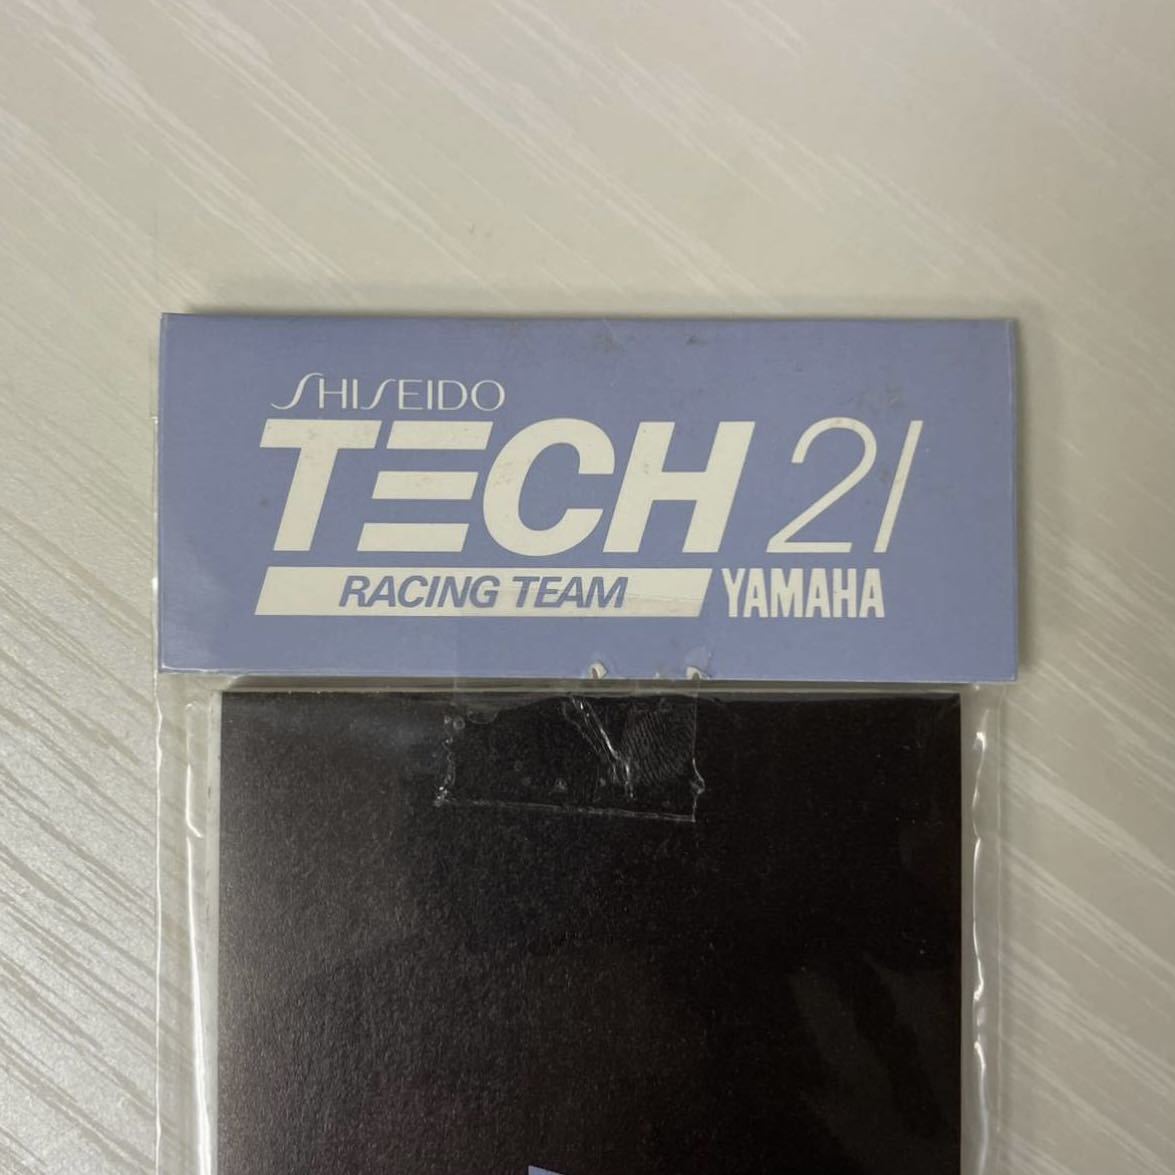 SHISEIDO
TECH 21
RACING TEAM YAMAHA